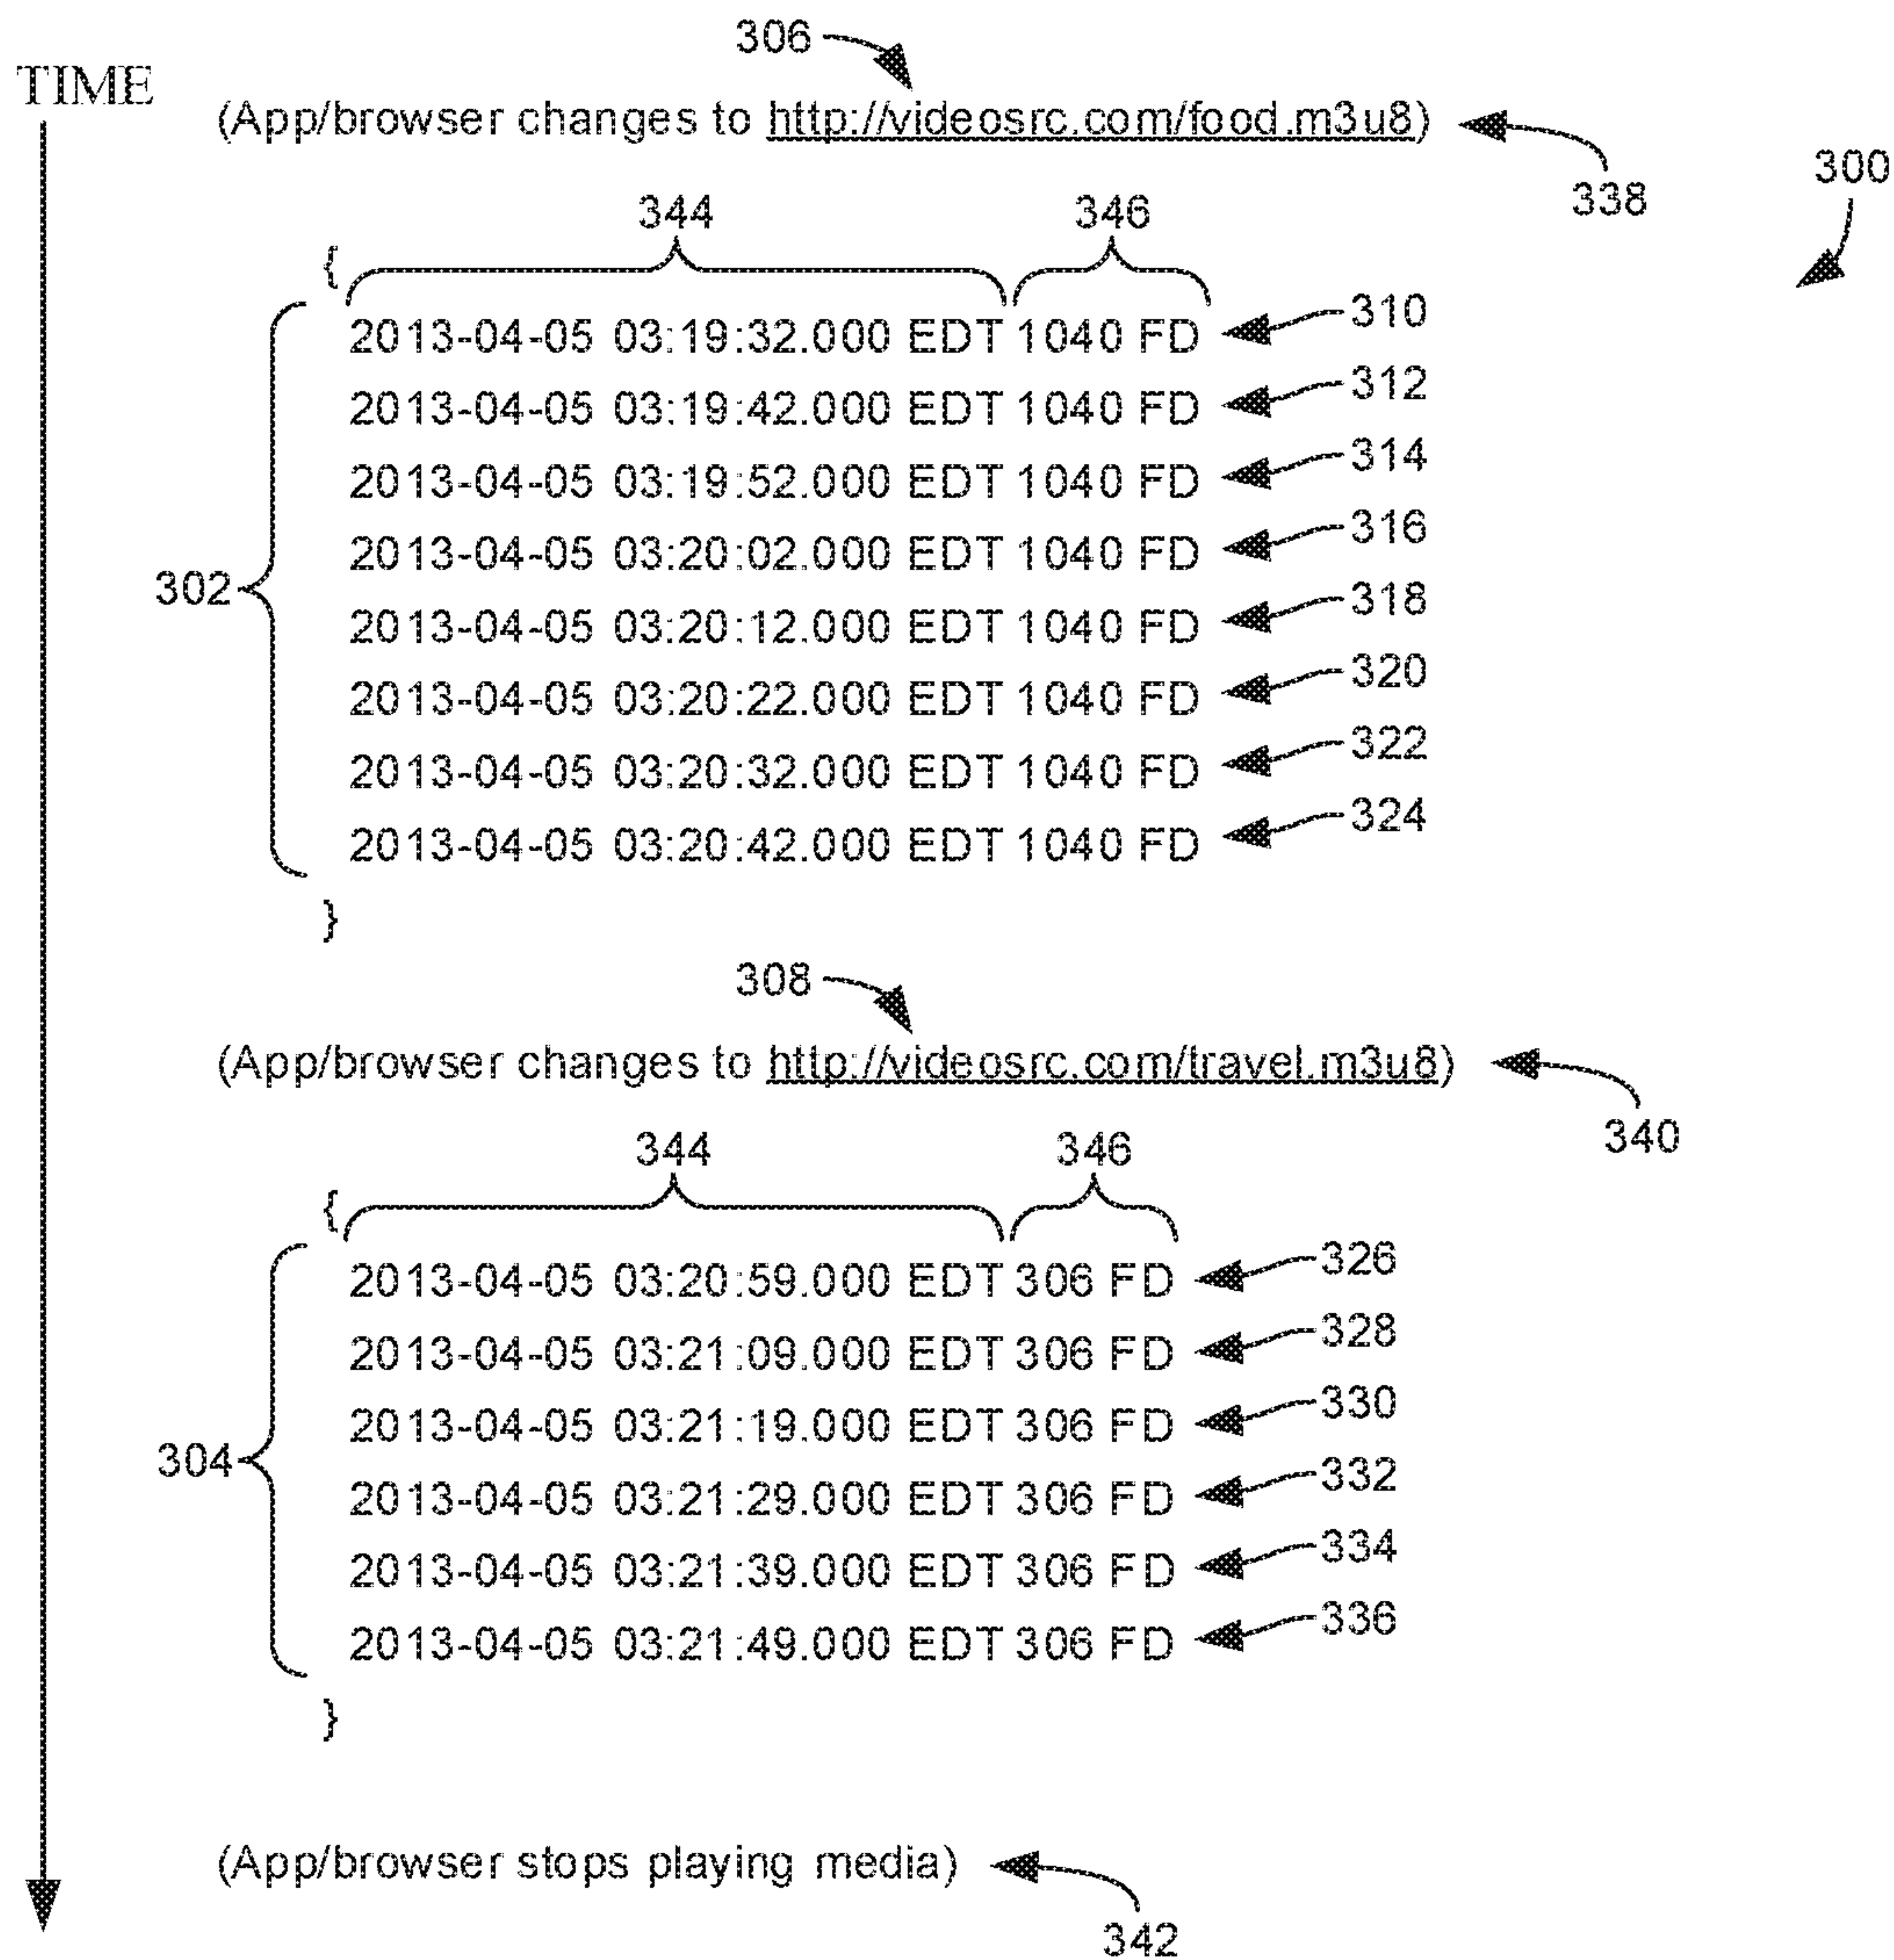 306
TIME
(App/browser changes to http://videosrc.com/food.m3u8)
338
300
344 346
{
2013-04-05 03:19:32.000 EDT 1040 FD 310
2013-04-05 03:19:42.000 EDT 1040 FD 312
2013-04-05 03:19:52.000 EDT 1040 FD 314
2013-04-05 03:20:02.000 EDT 1040 FD 316
302
2013-04-05 03:20:12.000 EDT 1040 FD 318
2013-04-05 03:20:22.000 EDT 1040 FD 320
2013-04-05 03:20:32.000 EDT 1040 FD 322
2013-04-05 03:20:42.000 EDT 1040 FD 324
}
308
(App/browser changes to http://videosrc.com/travel.m3u8)
340
344 346
{
2013-04-05 03:20:59.000 EDT 306 FD 326
2013-04-05 03:21:09.000 EDT 306 FD 328
2013-04-05 03:21:19.000 EDT 306 FD 330
304
2013-04-05 03:21:29.000 EDT 306 FD 332
2013-04-05 03:21:39.000 EDT 306 FD 334
2013-04-05 03:21:49.000 EDT 306 FD 336
}
(App/browser stops playing media)
342